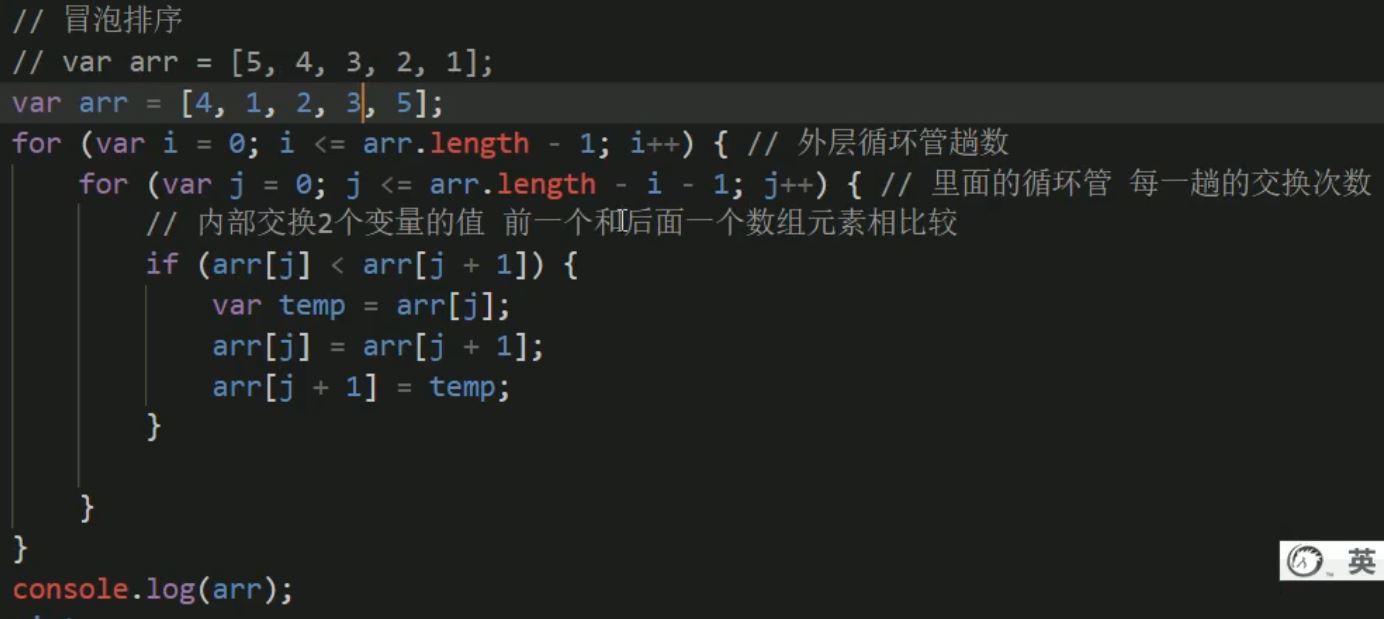 // 冒泡排序
// var arr = [5, 4, 3, 2, 1];
var arr = [4, 1, 2, 3, 5];
for (var i = 0; i <= arr.length - 1; i++) { // 外层循环管趟数
for (var j = 0; j <= arr.length - i - 1; j++) { // 里面的循环管 每一趟的交换次数
// 内部交换2个变量的值 前一个和后面一个数组元素相比较
if (arr[j] < arr[j + 1]) {
var temp = arr[j];
arr[j] = arr[j + 1];
arr[j + 1] = temp;
}
}
}
console.log(arr);
英